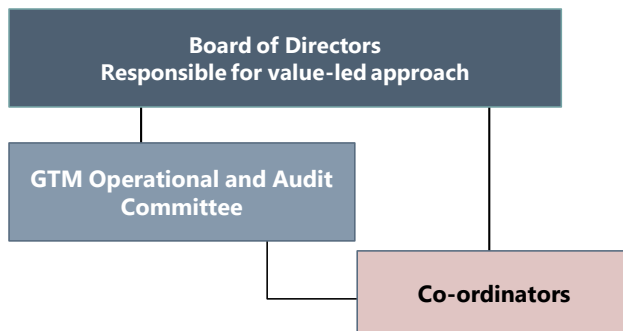 Board of Directors
Responsible for value-led approach
GTM Operational and Audit
Committee
Co-ordinators